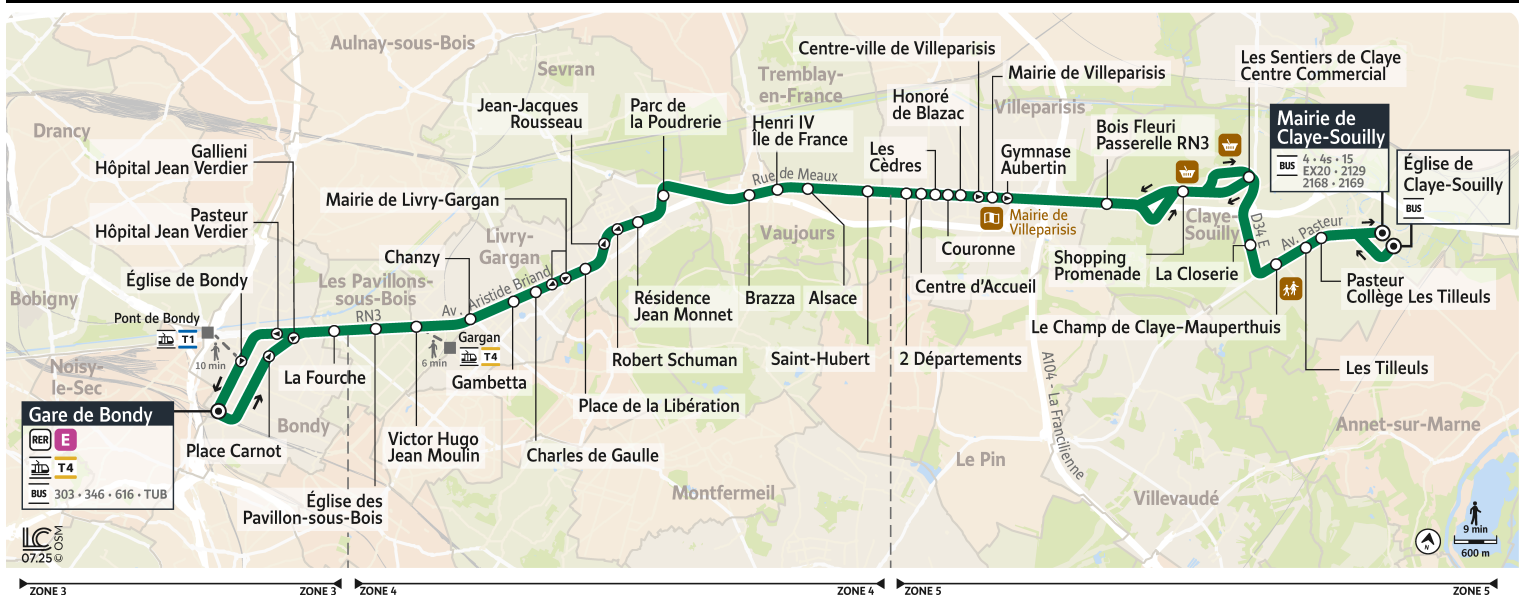 Aulnay-sous-Bois
Sevran
Drancy
Bobigny
Noisy-
le-Sec
Bondy
Les Pavillons-
sous-Bois
Livry-
Gargan
Tremblay-
en-France
Villeparisis
Vaujours
Claye-
Souilly
Montfermeil
Le Pin
Villevaudé
Annet-sur-Marne
Gallieni
Hôpital Jean Verdier
Pasteur
Hôpital Jean Verdier
Église de Bondy
Pont de Bondy
T1
10 min
Gare de Bondy
RER E
T4
BUS 303 • 346 • 616 • TUB
Place Carnot
La Fourche
RN3
Église des
Pavillon-sous-Bois
Victor Hugo
Jean Moulin
Chanzy
Av. Aristide Briand
Gargan
T4
6 min
Gambetta
Charles de Gaulle
Mairie de Livry-Gargan
Place de la Libération
Jean-Jacques
Rousseau
Robert Schuman
Résidence
Jean Monnet
Parc de
la Poudrerie
Brazza
Henri IV
Île de France
Rue de Meaux
Alsace
Saint-Hubert
2 Départements
Centre d'Accueil
Les
Cèdres
Couronne
Honoré
de Blazac
Centre-ville de Villeparisis
Mairie de Villeparisis
Mairie de
Villeparisis
Gymnase
Aubertin
Bois Fleuri
Passerelle RN3
Shopping
Promenade
Les Sentiers de Claye
Centre Commercial
La Closerie
D34E
Le Champ de Claye–Mauperthuis
Av. Pasteur
Les Tilleuls
Pasteur
Collège Les Tilleuls
Mairie de
Claye-Souilly
BUS
4 • 4s • 15
EX20 • 2129
2168 • 2169
Église de
Claye-Souilly
BUS
A104 - La Francilienne
LC
07.25 © OSM
N
9 min
600 m
ZONE 3
ZONE 3
ZONE 4
ZONE 4
ZONE 5
ZONE 5